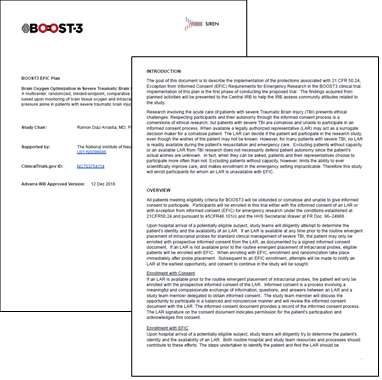 BOOST-3
SIREN
BOOST3 EFIC Plan
Brain Oxygen Optimization in Severe Traumatic Brain
A multicenter, randomized, blinded-endpoint, comparative
based upon monitoring of brain tissue oxygen and intracra
pressure alone in patients with severe traumatic brain injury
Study Chair: Ramon Diaz-Arrastia, MD,
Supported by: The National Institute of Neu
U01 NS099046
ClinicalTrials.gov ID: NCT03754114
Advarra IRB Approved Version: 12 Dec 2018
INTRODUCTION
The goal of this document is to describe the implementation of the protections associated with 21 CFR 50.24,
Exception from Informed Consent (EFIC) Requirements for Emergency Research in the BOOST3 clinical trial.
Implementation of this plan is the first phase of conducting the proposed trial. The findings acquired from
planned activities will be presented to the Central IRB to help the IRB assess community attitudes related to
the study.
Research involving the acute care of patients with severe Traumatic Brain Injury (TBI) presents ethical
challenges. Respecting participants and their autonomy through the informed consent process is a
cornerstone of ethical research, but patients with severe TBI are comatose and unable to participate in an
informed consent process. When available a legally authorized representative (LAR) may act as a surrogate
decision maker for a comatose patient. The LAR can decide if the patient will participate in the research study,
even though the wishes of the patient may not be known. However, for many patients with severe TBI, no LAR
is readily available during the patient's resuscitation and emergency care. Excluding patients without capacity
or an available LAR from TBI research does not necessarily defend patient autonomy since the patient's
actual wishes are unknown. In fact, when they can be asked, patients and their representatives choose to
participate more often than not. Excluding patients without capacity, however, limits the ability to ever
scientifically improve care, and makes enrollment in the emergency setting impracticable. Therefore this study
will enroll participants for whom an LAR is unavailable with EFIC.
OVERVIEW
All patients meeting eligibility criteria for BOOST3 will be obtunded or comatose and unable to give informed
consent to participate. Participants will be enrolled in this trial either with the informed consent of an LAR or
with exception from informed consent (EFIC) for emergency research under the conditions established at
21CFR50.24 and pursuant to 45CFR46.101(i) and the HHS Secretarial Waiver at FR Doc. 96-24968.
Upon hospital arrival of a potentially eligible subject, study teams will diligently attempt to determine the
patient's identity and the availability of an LAR. If an LAR is available at any time prior to the routine emergent
placement of intracranial probes for standard clinical management of severe TBI, the patient may only be
enrolled with prospective informed consent from the LAR, as documented by a signed informed consent
document. If an LAR is not available prior to the routine emergent placement of intracranial probes, eligible
patients will be enrolled with EFIC. When enrolling with EFIC, enrollment and randomization take place
immediately after probe placement. Subsequent to an EFIC enrollment, attempts will be made to notify an
LAR at the earliest opportunity, and consent to continue in the study will be sought.
Enrollment with Consent
If an LAR is available prior to the routine emergent placement of intracranial probes, the patient will only be
enrolled with the prospective informed consent of the LAR. Informed consent is a process involving a
meaningful and compassionate exchange of information, questions, and answers between an LAR and a
study team member delegated to obtain informed consent. The study team member will discuss the
opportunity to participate in a balanced and noncoercive manner and will review the informed consent
document with the LAR. The informed consent document provides a record of the informed consent process.
The LAR signature on the consent document indicates permission for the patient's participation and
acknowledges this consent.
Enrollment with EFIC
Upon hospital arrival of a potentially eligible subject, study teams will diligently try to determine the patient's
identity and the availability of an LAR. Both routine hospital and study team resources and processes should
contribute to these efforts. The steps undertaken to identify the patient and find the LAR should be